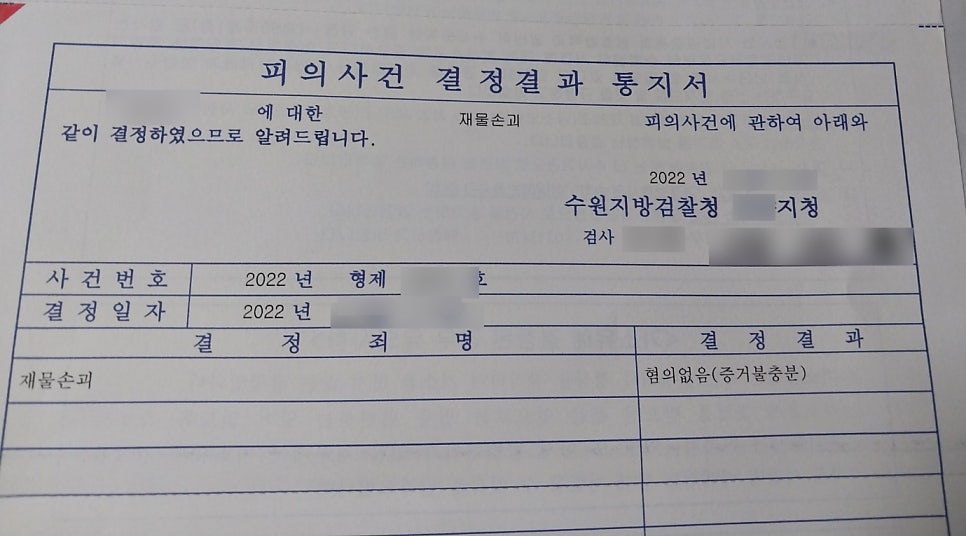 피의사건 결정결과 통지서
에 대한 재물손괴 피의사건에 관하여 아래와
같이 결정하였으므로 알려드립니다.
2022 년
수원지방검찰청 지청
검사
사 건 번 호 2022 년 형제 호
결 정 일 자 2022 년
결 정 죄 명 결 정 결 과
재물손괴 혐의없음(증거불충분)